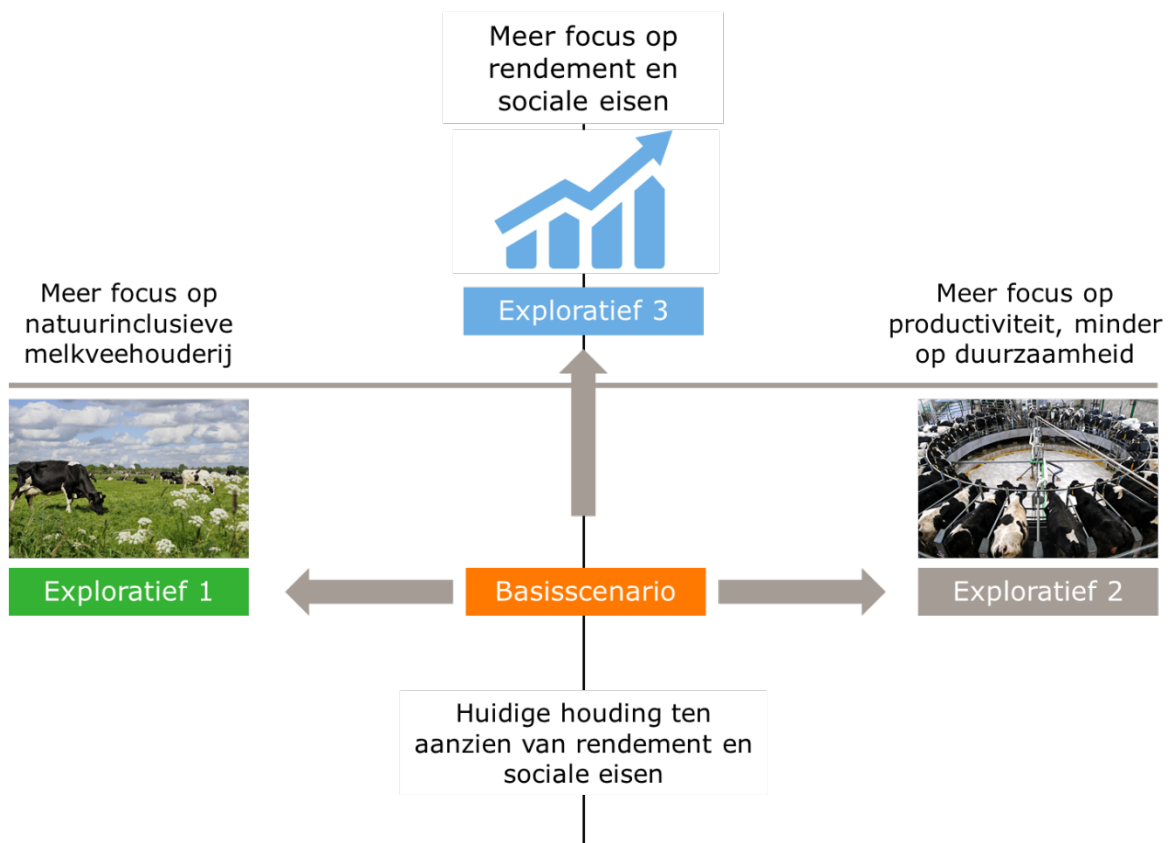 Meer focus op
rendement en
sociale eisen
Exploratief 3
Meer focus op
natuurinclusieve
melkveehouderij
Meer focus op
productiviteit, minder
op duurzaamheid
Exploratief 1
Basisscenario
Exploratief 2
Huidige houding ten
aanzien van rendement en
sociale eisen